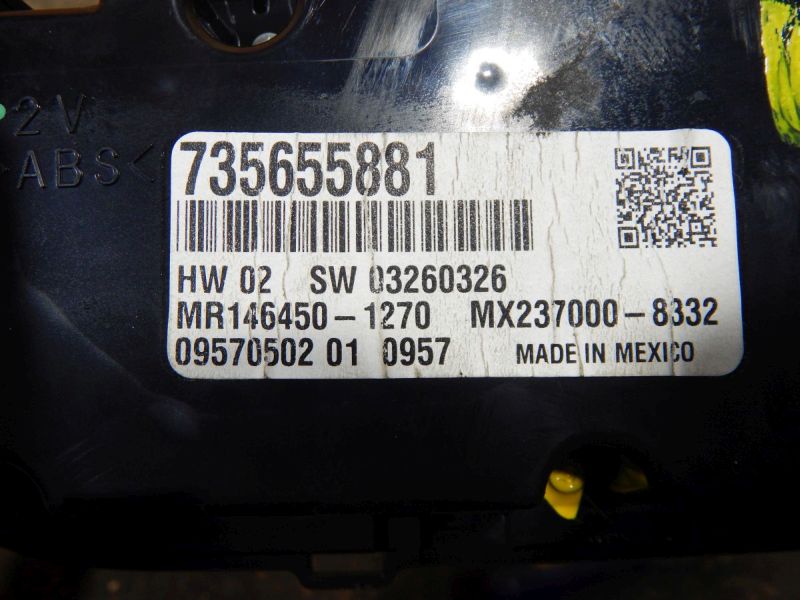 2V
>ABS<
735655881
HW 02 SW 03260326
MR146450-1270 MX237000-8332
09570502 01 0957 MADE IN MEXICO